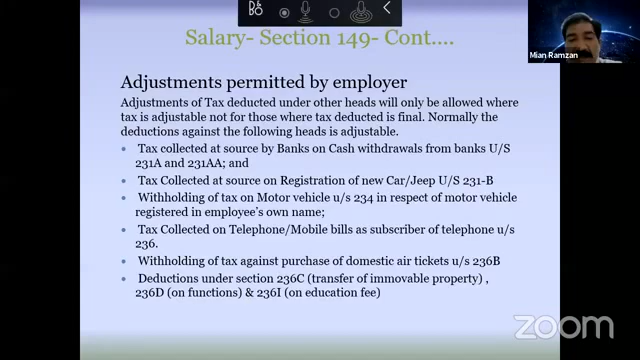 D&
BO
Salary- Section 149- Cont....
Mian Ramzan
Adjustments permitted by employer
Adjustments of Tax deducted under other heads will only be allowed where
tax is adjustable not for those where tax deducted is final. Normally the
deductions against the following heads is adjustable.
• Tax collected at source by Banks on Cash withdrawals from banks U/S
231A and 231AA; and
• Tax Collected at source on Registration of new Car/Jeep U/S 231-B
• Withholding of tax on Motor vehicle u/s 234 in respect of motor vehicle
registered in employee's own name;
• Tax Collected on Telephone/Mobile bills as subscriber of telephone u/s
236.
• Withholding of tax against purchase of domestic air tickets u/s 236B
• Deductions under section 236C (transfer of immovable property) ,
236D (on functions) & 236I (on education fee)
zoom